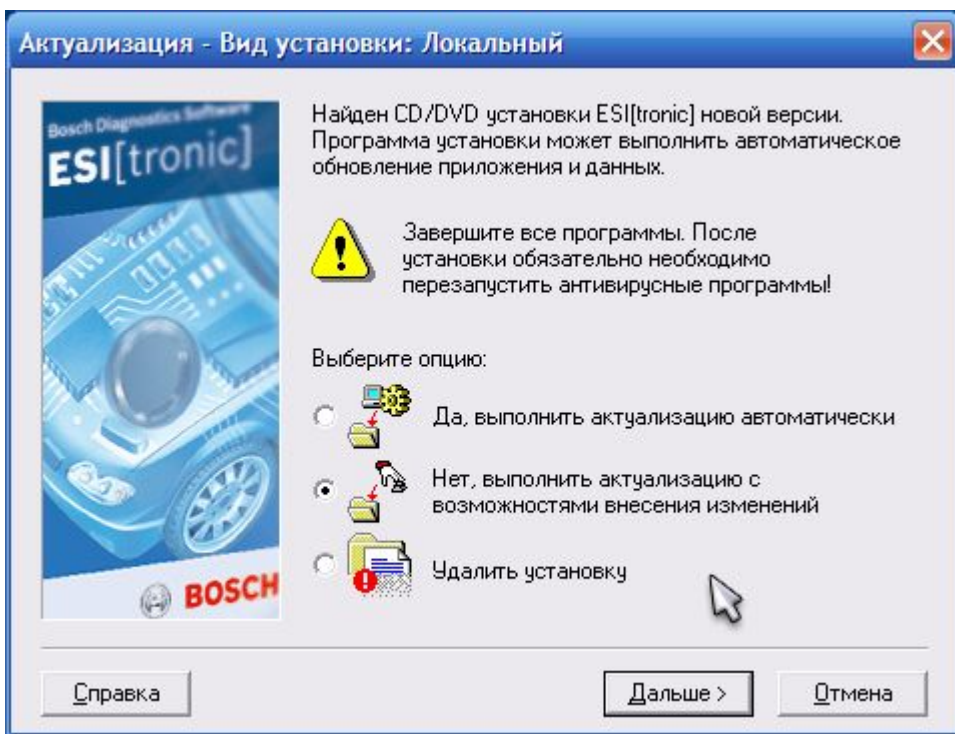 Актуализация - Вид установки: Локальный
Bosch Diagnostics Software
ESI[tronic]
BOSCH
Найден CD/DVD установки ESI[tronic] новой версии.
Программа установки может выполнить автоматическое
обновление приложения и данных.
Завершите все программы. После
установки обязательно необходимо
перезапустить антивирусные программы!
Выберите опцию:
Да, выполнить актуализацию автоматически
Нет, выполнить актуализацию с
возможностями внесения изменений
Удалить установку
Справка
Дальше >
Отмена